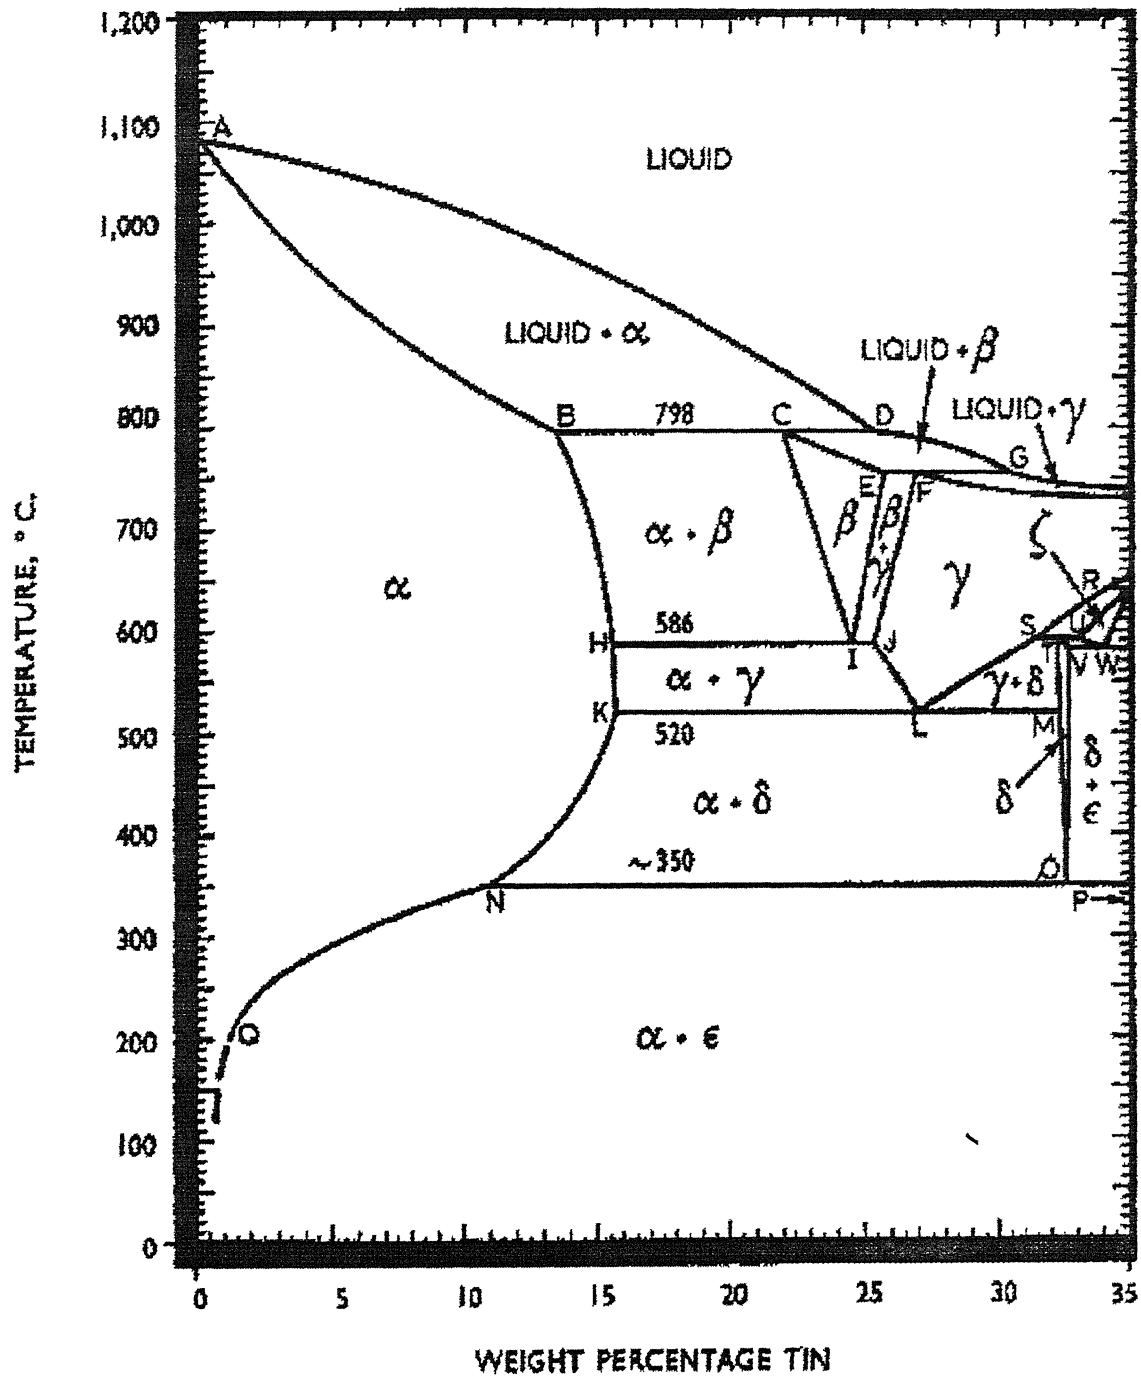 1,200
1,100
A
LIQUID
1,000
900
LIQUID + α
LIQUID + β
LIQUID + γ
800
B
798
C
D
G
E
F
700
α + β
β
β + γ
γ
ζ
α
R
600
586
H
I
J
S
U
T
V
W
α + γ
γ + δ
K
L
M
500
520
α + δ
δ
δ + ϵ
400
~350
O
N
P
300
200
Q
α + ϵ
100
0
0 5 10 15 20 25 30 35
TEMPERATURE, °C.
WEIGHT PERCENTAGE TIN